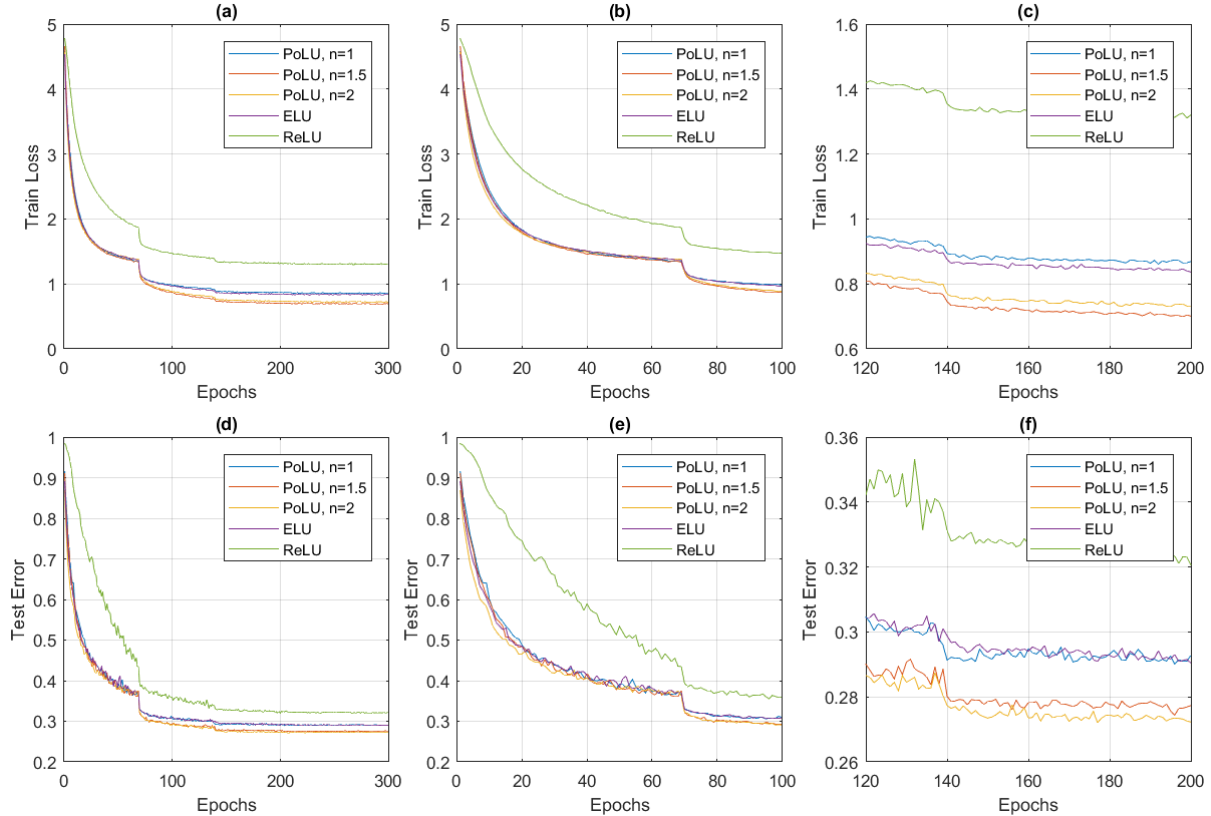 (a)
5
4
3
2
1
0
Train Loss
PoLU, n=1
PoLU, n=1.5
PoLU, n=2
ELU
ReLU
0 100 200 300
Epochs
(b)
5
4
3
2
1
0
Train Loss
PoLU, n=1
PoLU, n=1.5
PoLU, n=2
ELU
ReLU
0 20 40 60 80 100
Epochs
(c)
1.6
1.4
1.2
1
0.8
0.6
Train Loss
PoLU, n=1
PoLU, n=1.5
PoLU, n=2
ELU
ReLU
120 140 160 180 200
Epochs
(d)
1
0.9
0.8
0.7
0.6
0.5
0.4
0.3
0.2
Test Error
PoLU, n=1
PoLU, n=1.5
PoLU, n=2
ELU
ReLU
0 100 200 300
Epochs
(e)
1
0.9
0.8
0.7
0.6
0.5
0.4
0.3
0.2
Test Error
PoLU, n=1
PoLU, n=1.5
PoLU, n=2
ELU
ReLU
0 20 40 60 80 100
Epochs
(f)
0.36
0.34
0.32
0.3
0.28
0.26
Test Error
PoLU, n=1
PoLU, n=1.5
PoLU, n=2
ELU
ReLU
120 140 160 180 200
Epochs